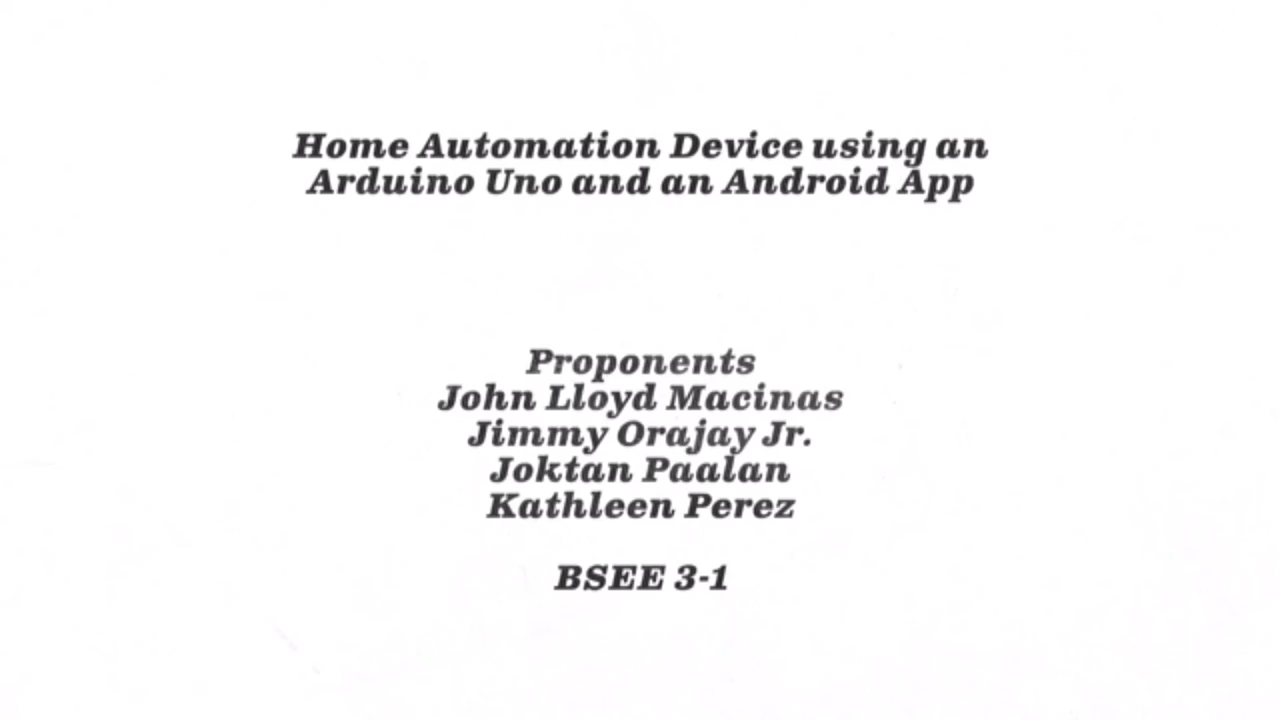 Home Automation Device using an
Arduino Uno and an Android App
Proponents
John Lloyd Macinas
Jimmy Orajay Jr.
Joktan Paalan
Kathleen Perez
BSEE 3-1